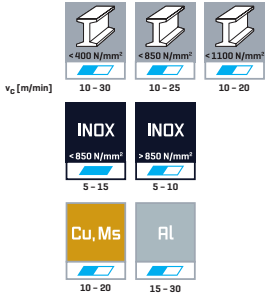 <400 N/mm² <850 N/mm² <1100 N/mm²
vc [m/min] 10 – 30 10 – 25 10 – 20
INOX INOX
<850 N/mm² >850 N/mm²
5 – 15 5 – 10
Cu, Ms Al
10 – 20 15 – 30